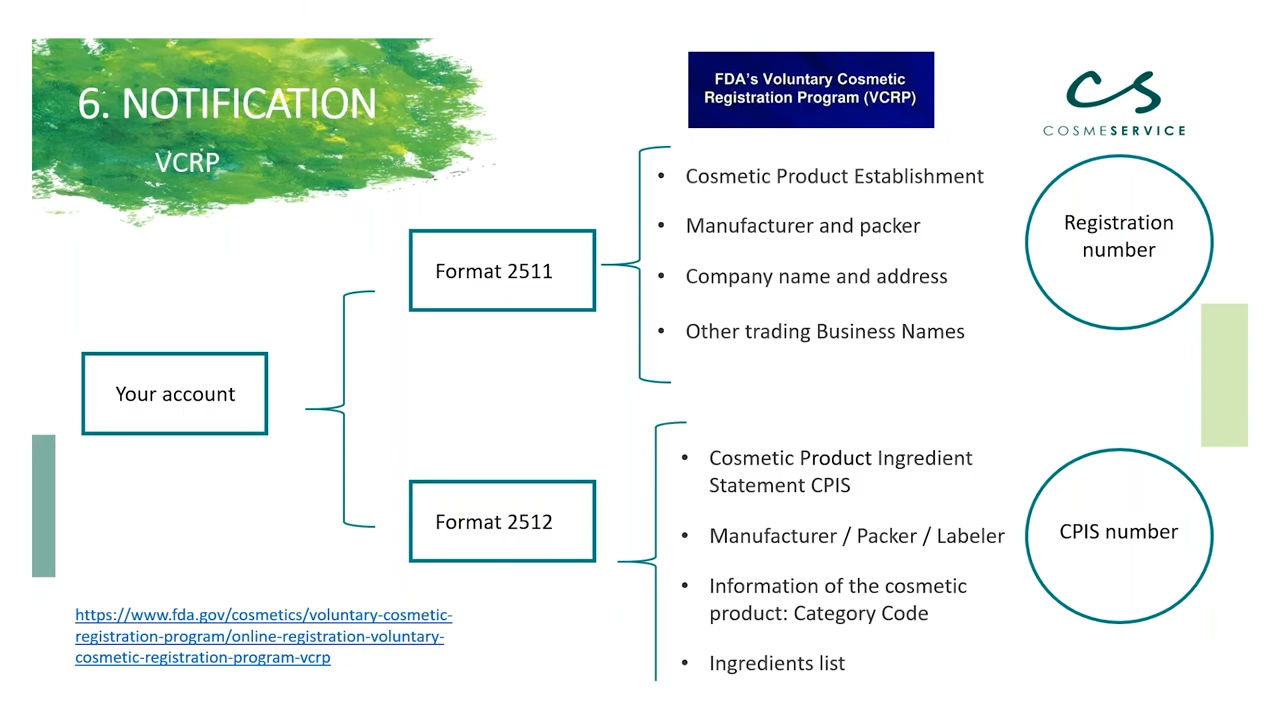 6. NOTIFICATION
VCRP
FDA's Voluntary Cosmetic
Registration Program (VCRP)
CS
COSMESERVICE
Your account
Format 2511
• Cosmetic Product Establishment
• Manufacturer and packer
• Company name and address
• Other trading Business Names
Registration
number
Format 2512
• Cosmetic Product Ingredient
Statement CPIS
• Manufacturer / Packer / Labeler
• Information of the cosmetic
product: Category Code
• Ingredients list
CPIS number
https://www.fda.gov/cosmetics/voluntary-cosmetic-
registration-program/online-registration-voluntary-
cosmetic-registration-program-vcrp